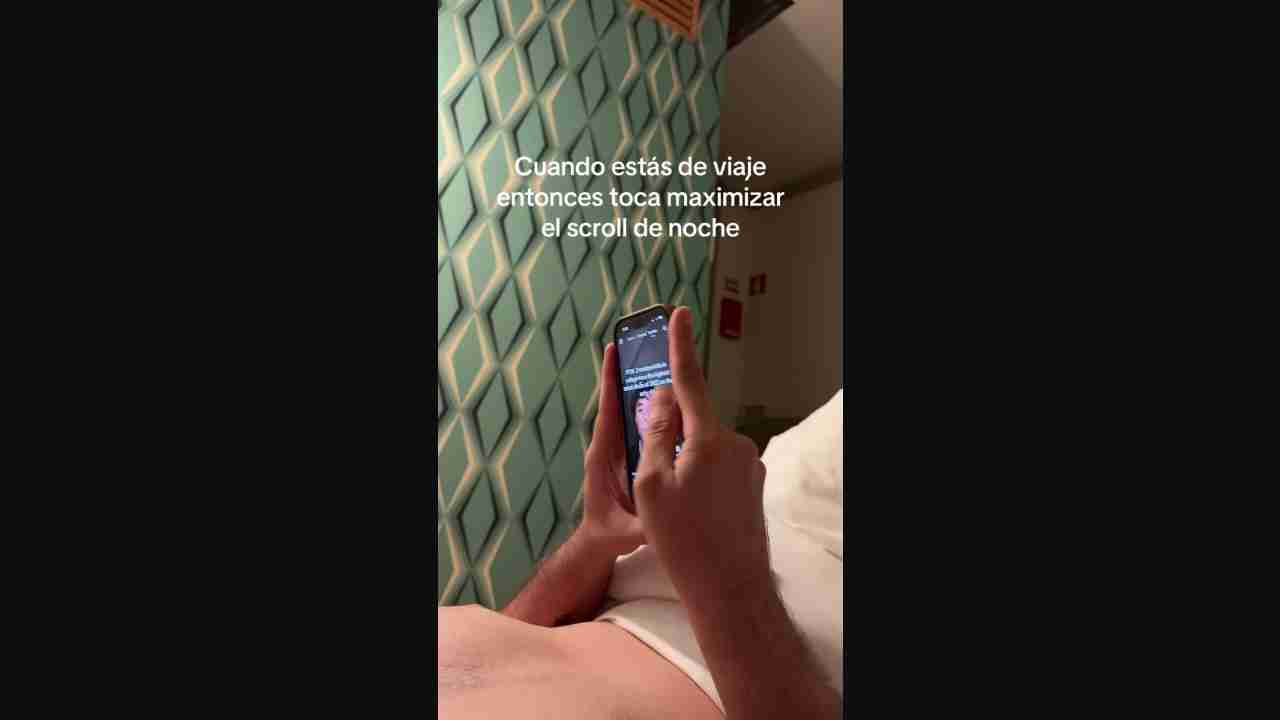 Cuando estás de viaje
entonces toca maximizar
el scroll de noche